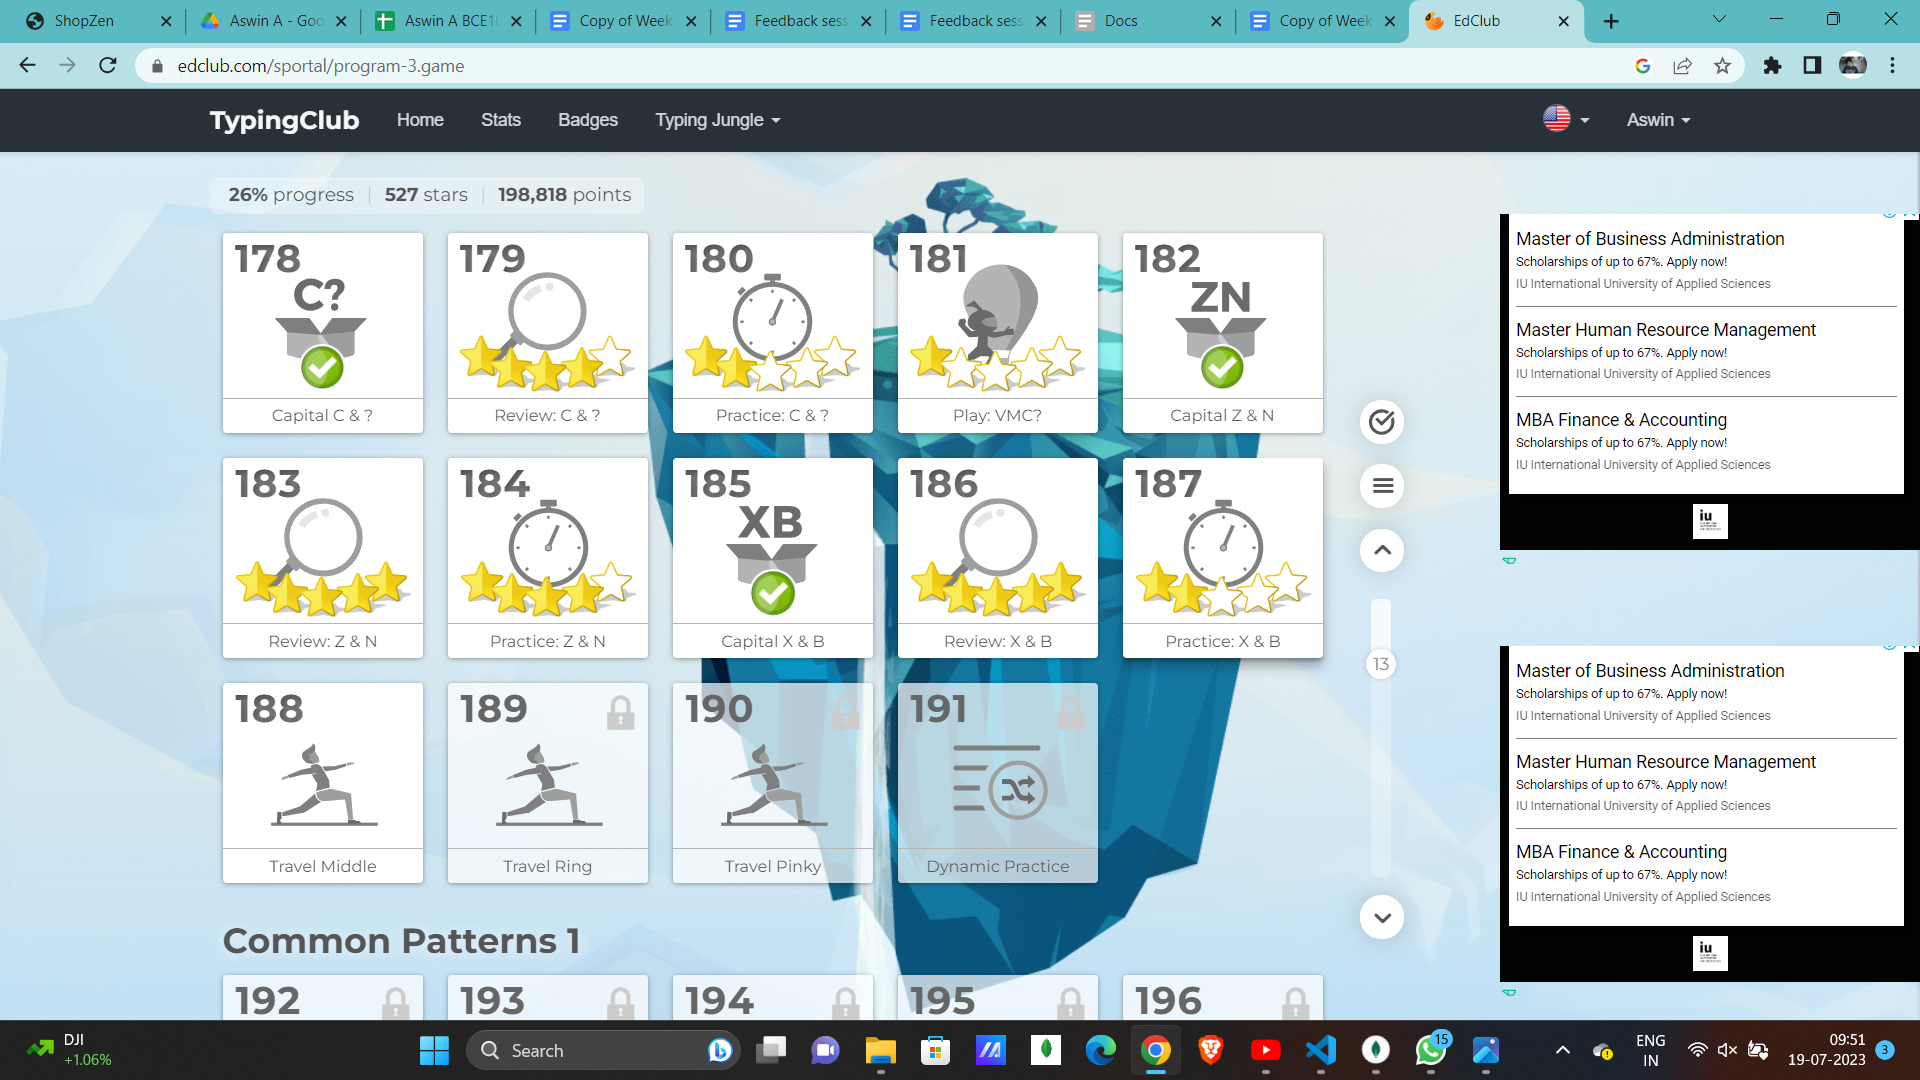 ShopZen
Aswin A - Goo
Aswin A BCE10
Copy of Week
Feedback sess
Feedback sess
Docs
Copy of Week
EdClub
edclub.com/sportal/program-3.game
TypingClub
Home
Stats
Badges
Typing Jungle
Aswin
26% progress
527 stars
198,818 points
178
C?
Capital C & ?
179
Review: C & ?
180
Practice: C & ?
181
Play: VMC?
182
ZN
Capital Z & N
183
Review: Z & N
184
Practice: Z & N
185
XB
Capital X & B
186
Review: X & B
187
Practice: X & B
188
Travel Middle
189
Travel Ring
190
Travel Pinky
191
Dynamic Practice
Common Patterns 1
192
193
194
195
196
13
Master of Business Administration
Scholarships of up to 67%. Apply now!
IU International University of Applied Sciences
Master Human Resource Management
Scholarships of up to 67%. Apply now!
IU International University of Applied Sciences
MBA Finance & Accounting
Scholarships of up to 67%. Apply now!
IU International University of Applied Sciences
iu
Master of Business Administration
Scholarships of up to 67%. Apply now!
IU International University of Applied Sciences
Master Human Resource Management
Scholarships of up to 67%. Apply now!
IU International University of Applied Sciences
MBA Finance & Accounting
Scholarships of up to 67%. Apply now!
IU International University of Applied Sciences
iu
DJI
+1.06%
Search
15
ENG
IN
09:51
19-07-2023
3